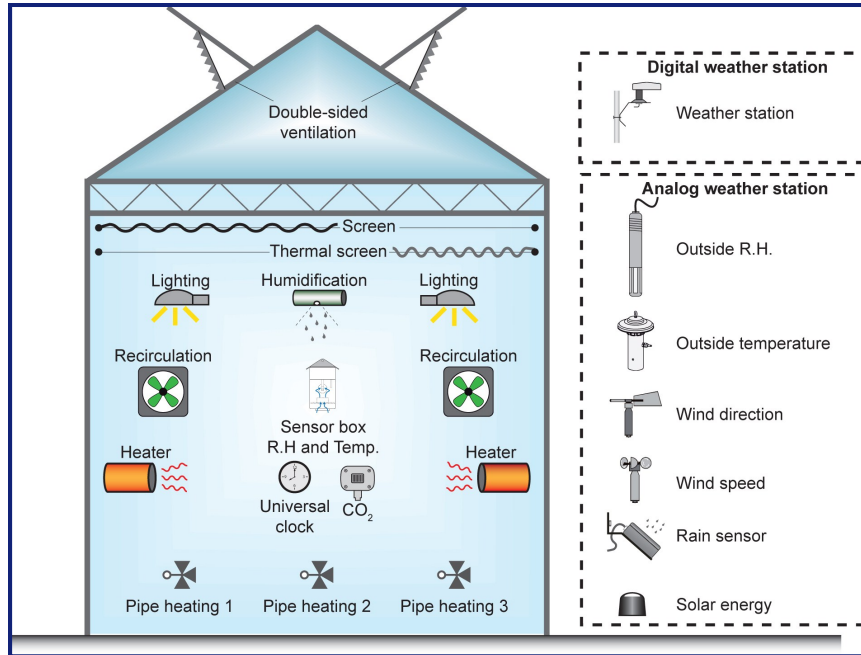 Double-sided
ventilation
Screen
Thermal screen
Lighting
Humidification
Lighting
Recirculation
Recirculation
Sensor box
R.H and Temp.
Heater
Heater
Universal
clock
CO₂
Pipe heating 1
Pipe heating 2
Pipe heating 3
Digital weather station
Weather station
Analog weather station
Outside R.H.
Outside temperature
Wind direction
Wind speed
Rain sensor
Solar energy